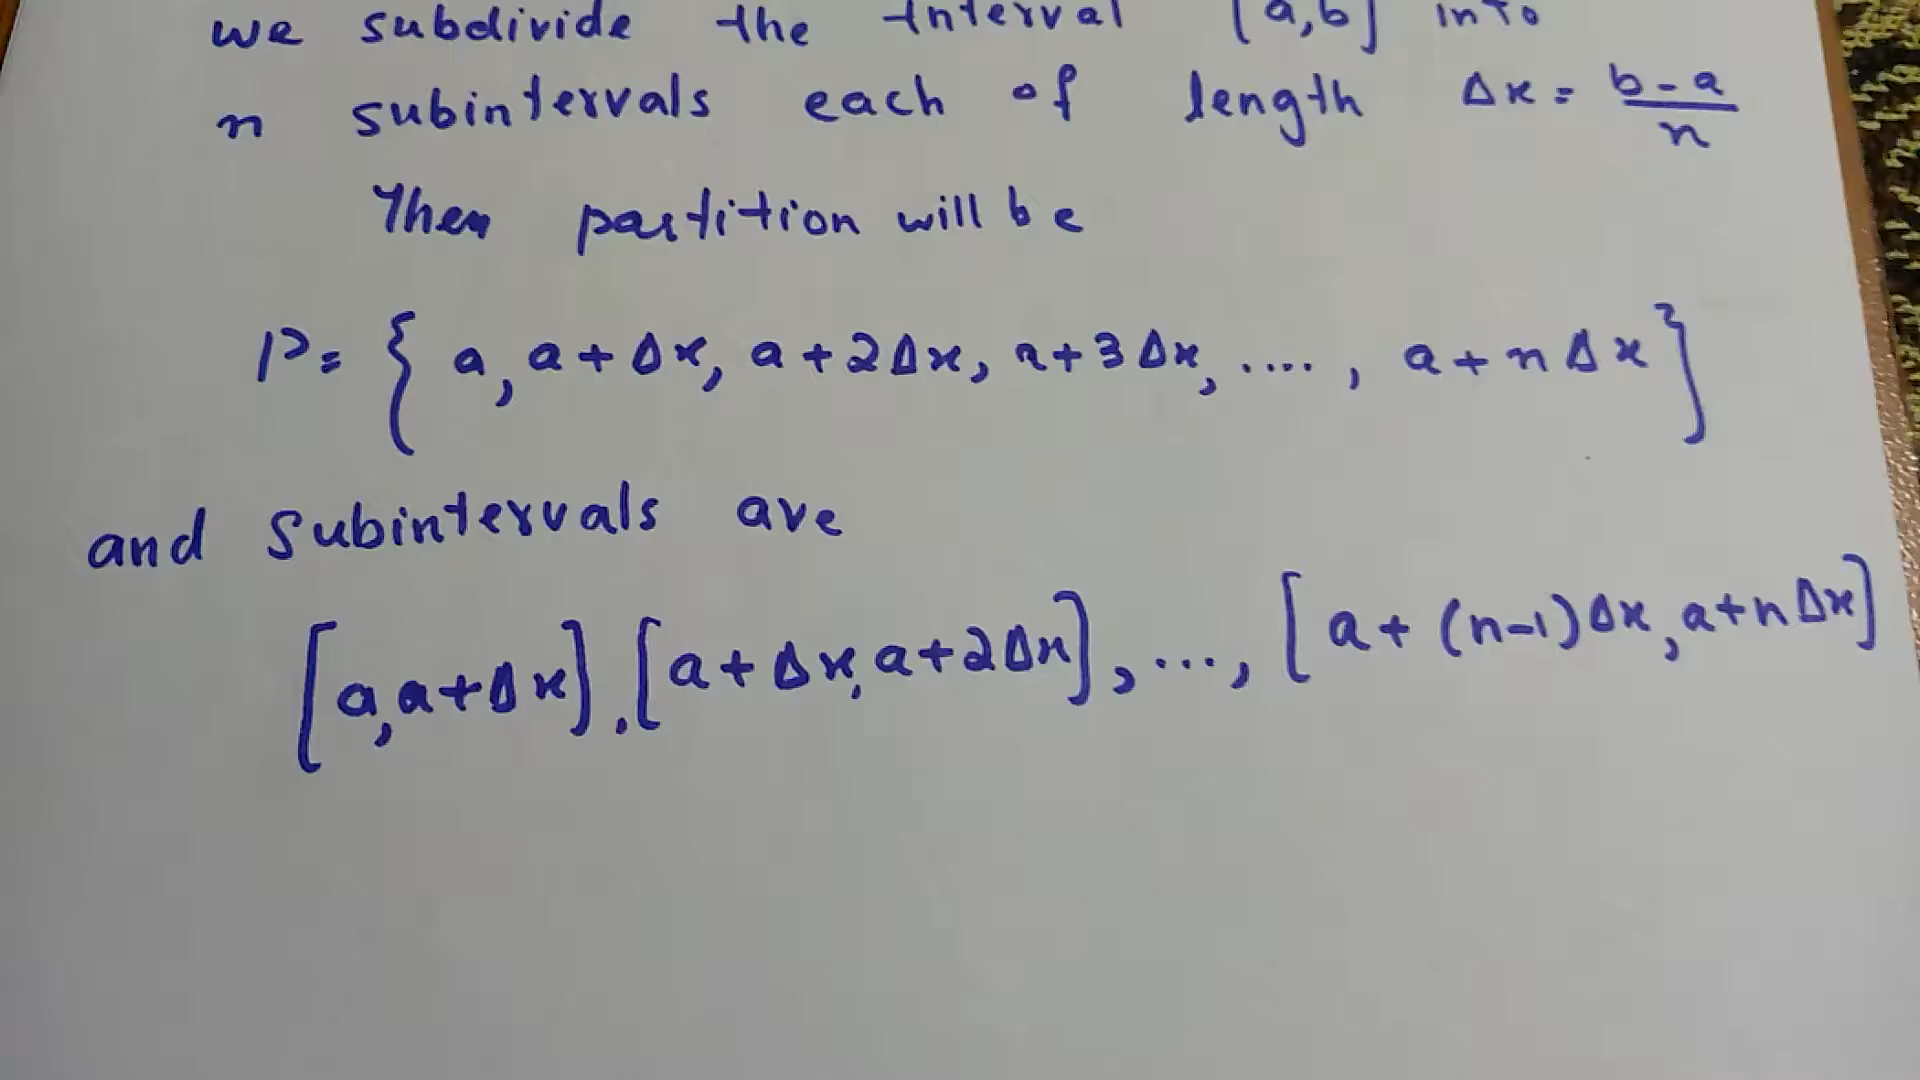 we subdivide the interval [a,b] into
n subintervals each of length Δx = b-a/n
Then partition will be
P = { a, a+Δx, a+2Δx, a+3Δx, ...., a+nΔx }
and subintervals are
[a,a+Δx], [a+Δx, a+2Δx], ..., [a+(n-1)Δx, a+nΔx]